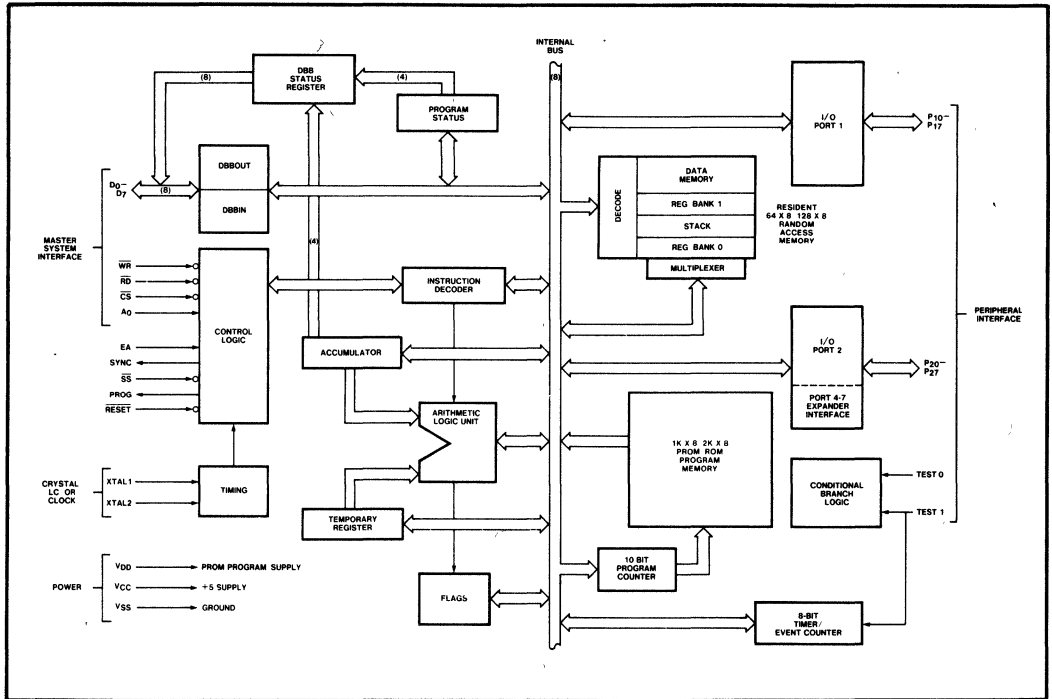 INTERNAL
BUS
(8)
DBB
STATUS
REGISTER
(8)
(4)
PROGRAM
STATUS
D0–
D7
(8)
DBBOUT
DBBIN
(4)
MASTER
SYSTEM
INTERFACE
WR
RD
CS
A0
EA
SYNC
SS
PROG
RESET
CONTROL
LOGIC
INSTRUCTION
DECODER
ACCUMULATOR
ARITHMETIC
LOGIC UNIT
CRYSTAL
LC OR
CLOCK
XTAL1
XTAL2
TIMING
TEMPORARY
REGISTER
FLAGS
POWER
VDD
PROM PROGRAM SUPPLY
VCC
+5 SUPPLY
VSS
GROUND
I/O
PORT 1
P10–
P17
DECODE
DATA
MEMORY
REG BANK 1
STACK
REG BANK 0
MULTIPLEXER
RESIDENT
64 X 8 128 X 8
RANDOM
ACCESS
MEMORY
PERIPHERAL
INTERFACE
I/O
PORT 2
PORT 4-7
EXPANDER
INTERFACE
P20–
P27
1K X 8 2K X 8
PROM ROM
PROGRAM
MEMORY
CONDITIONAL
BRANCH
LOGIC
TEST 0
TEST 1
10 BIT
PROGRAM
COUNTER
8-BIT
TIMER/
EVENT COUNTER